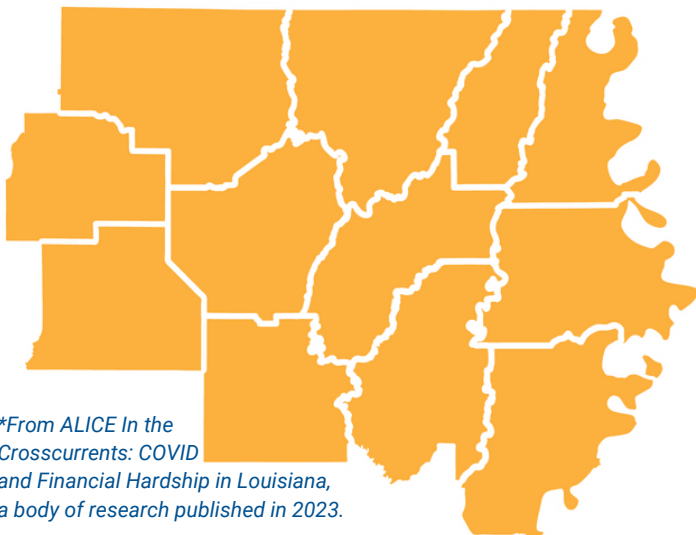 *From ALICE In the
Crosscurrents: COVID
and Financial Hardship in Louisiana,
a body of research published in 2023.